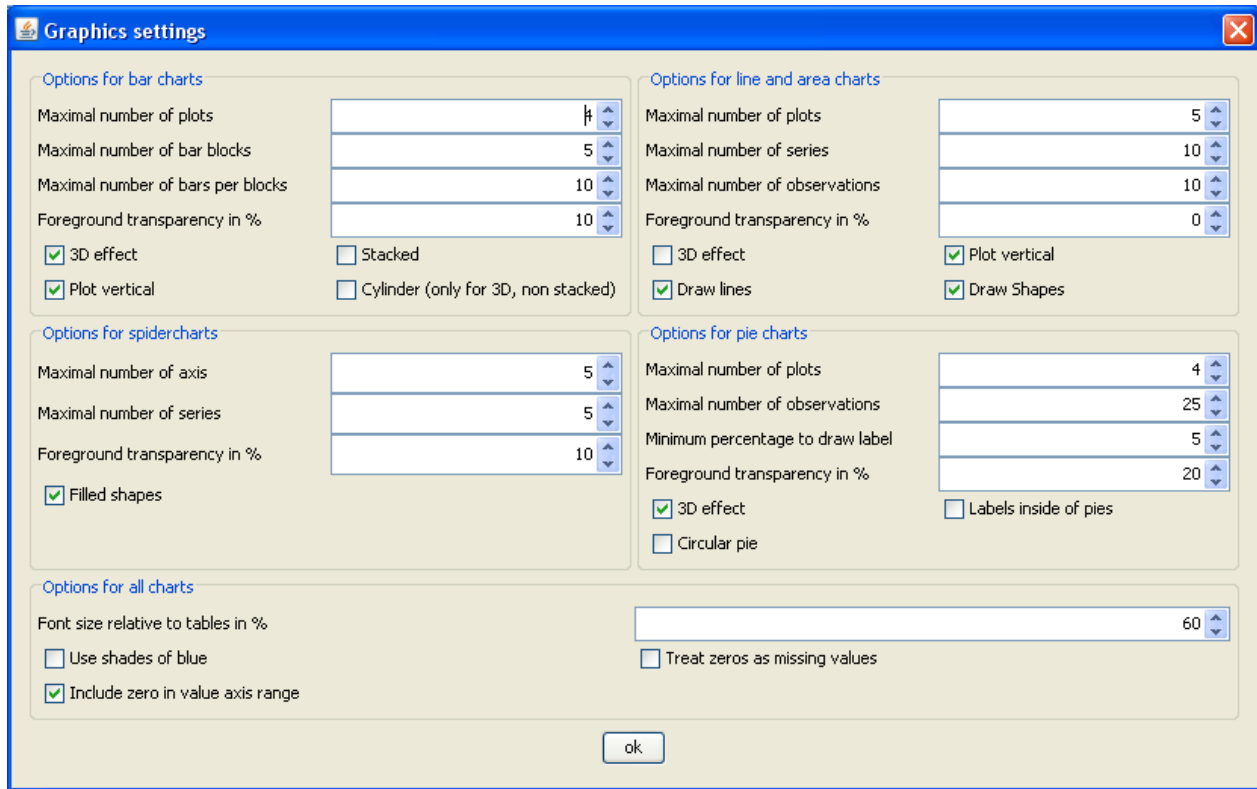 Graphics settings
Options for bar charts
Maximal number of plots 4
Maximal number of bar blocks 5
Maximal number of bars per blocks 10
Foreground transparency in % 10
3D effect Stacked
Plot vertical Cylinder (only for 3D, non stacked)
Options for line and area charts
Maximal number of plots 5
Maximal number of series 10
Maximal number of observations 10
Foreground transparency in % 0
3D effect Plot vertical
Draw lines Draw Shapes
Options for spidercharts
Maximal number of axis 5
Maximal number of series 5
Foreground transparency in % 10
Filled shapes
Options for pie charts
Maximal number of plots 4
Maximal number of observations 25
Minimum percentage to draw label 5
Foreground transparency in % 20
3D effect Labels inside of pies
Circular pie
Options for all charts
Font size relative to tables in % 60
Use shades of blue Treat zeros as missing values
Include zero in value axis range
ok